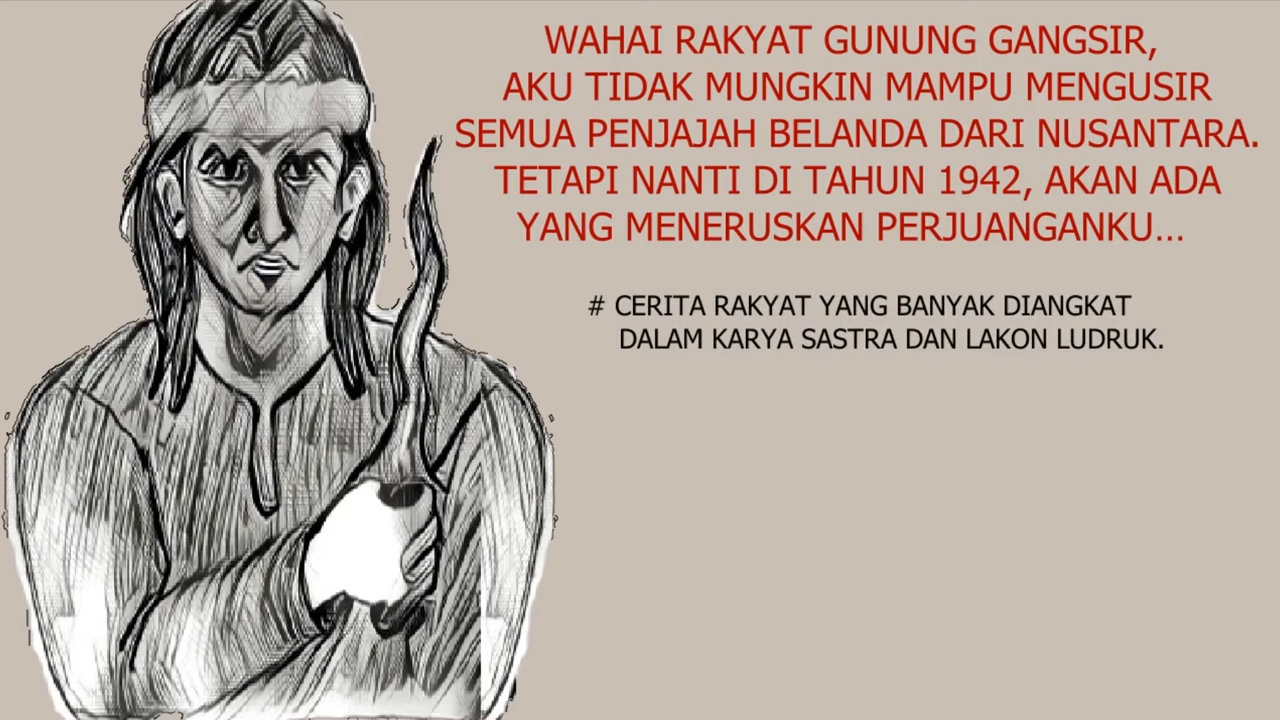 WAHAI RAKYAT GUNUNG GANGSIR,
AKU TIDAK MUNGKIN MAMPU MENGUSIR
SEMUA PENJAJAH BELANDA DARI NUSANTARA.
TETAPI NANTI DI TAHUN 1942, AKAN ADA
YANG MENERUSKAN PERJUANGANKU...
# CERITA RAKYAT YANG BANYAK DIANGKAT
DALAM KARYA SASTRA DAN LAKON LUDRUK.